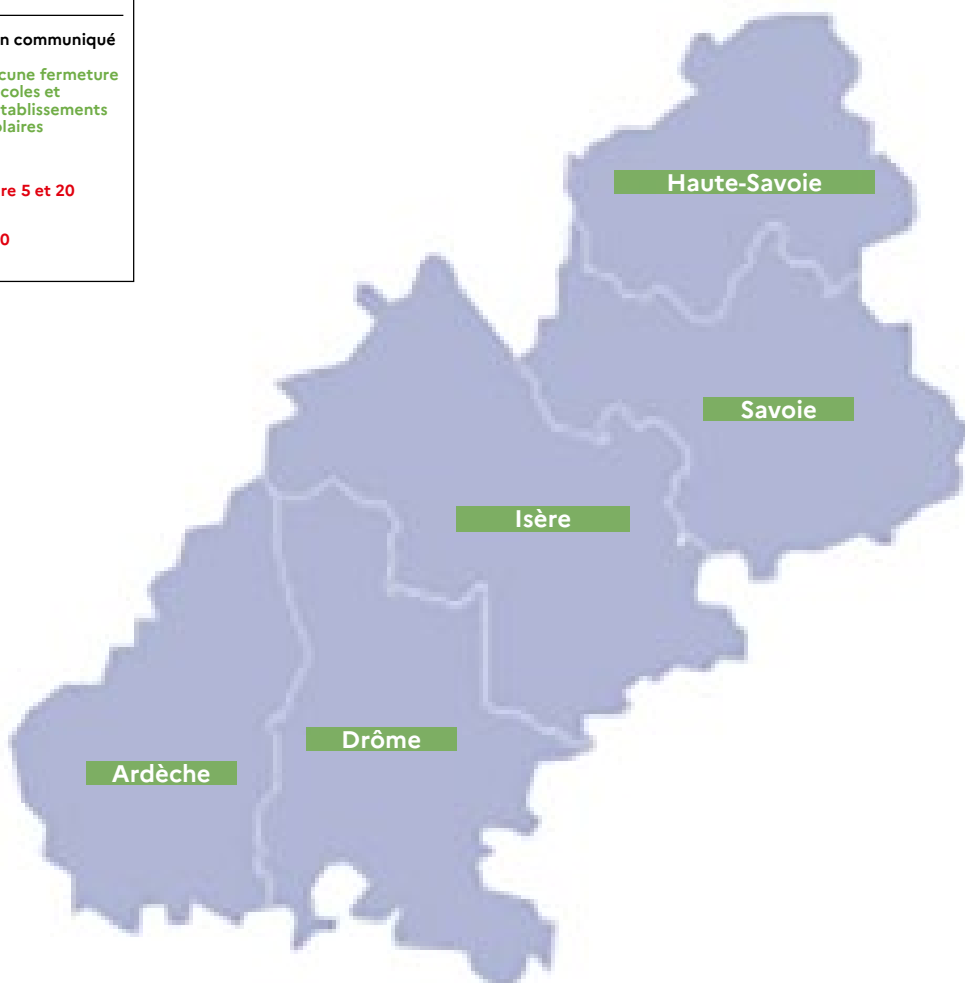 n communiqué
cune fermeture
coles et
tablissements
laires
re 5 et 20
0
Haute-Savoie
Savoie
Isère
Drôme
Ardèche